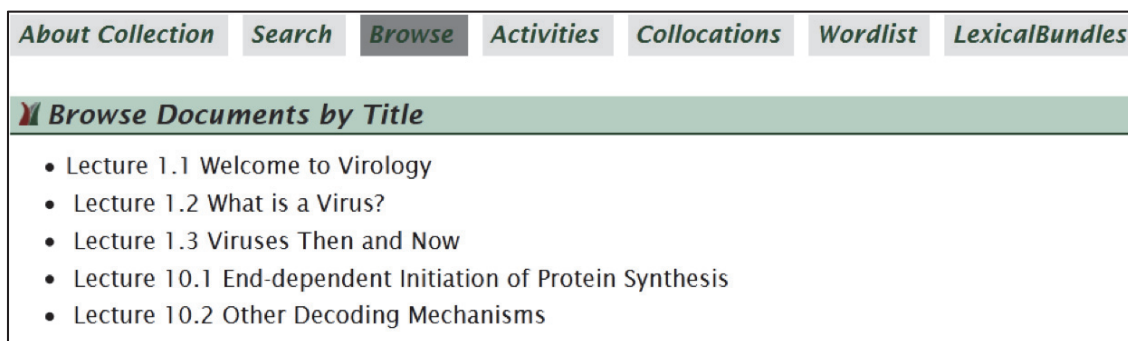 About Collection Search Browse Activities Collocations Wordlist LexicalBundles
Browse Documents by Title
• Lecture 1.1 Welcome to Virology
• Lecture 1.2 What is a Virus?
• Lecture 1.3 Viruses Then and Now
• Lecture 10.1 End-dependent Initiation of Protein Synthesis
• Lecture 10.2 Other Decoding Mechanisms